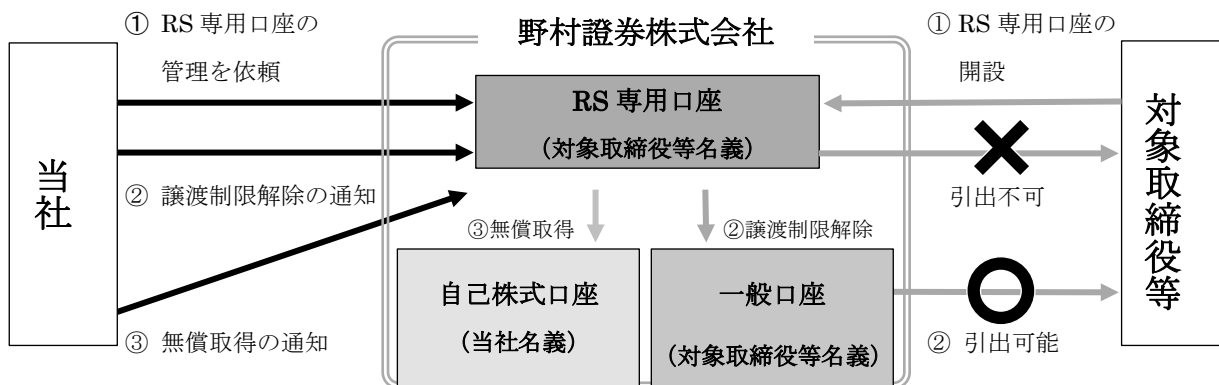 ① RS 専用口座の
管理を依頼
② 譲渡制限解除の通知
③ 無償取得の通知
当社
野村證券株式会社
RS 専用口座
(対象取締役等名義)
③無償取得
②譲渡制限解除
自己株式口座
(当社名義)
一般口座
(対象取締役等名義)
① RS 専用口座の
開設
引出不可
② 引出可能
対象取締役等